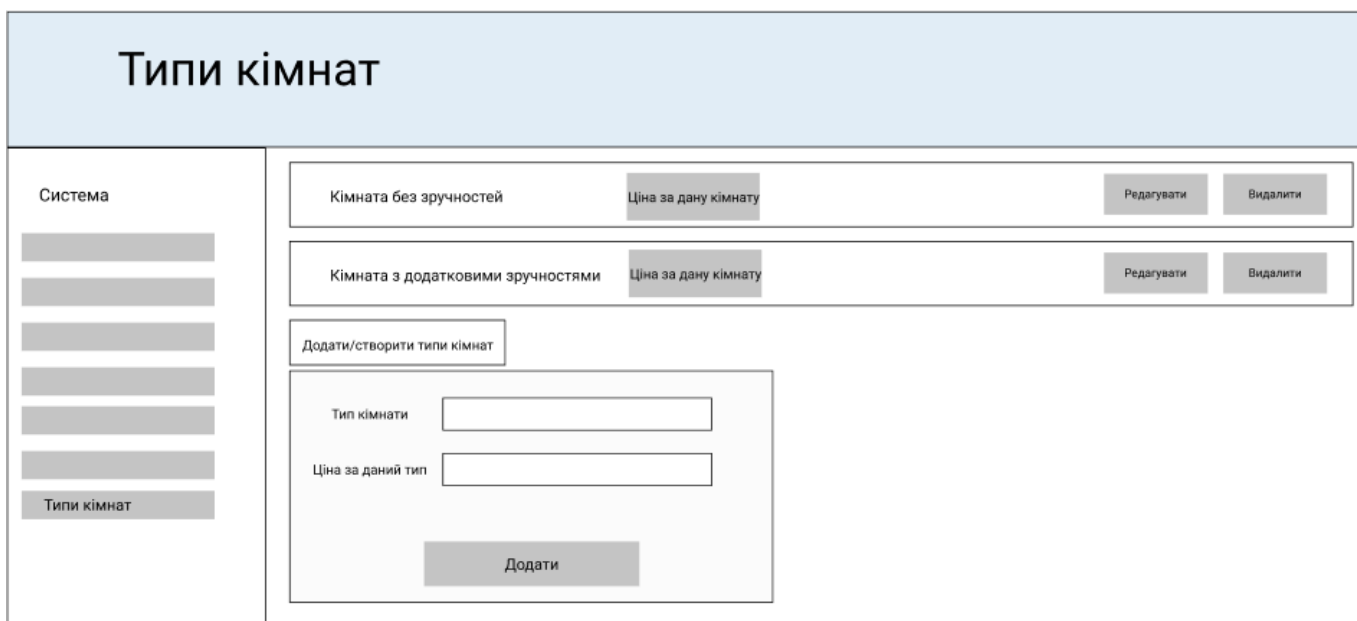 Типи кімнат
Система
Типи кімнат
Кімната без зручностей Ціна за дану кімнату Редагувати Видалити
Кімната з додатковими зручностями Ціна за дану кімнату Редагувати Видалити
Додати/створити типи кімнат
Тип кімнати
Ціна за даний тип
Додати